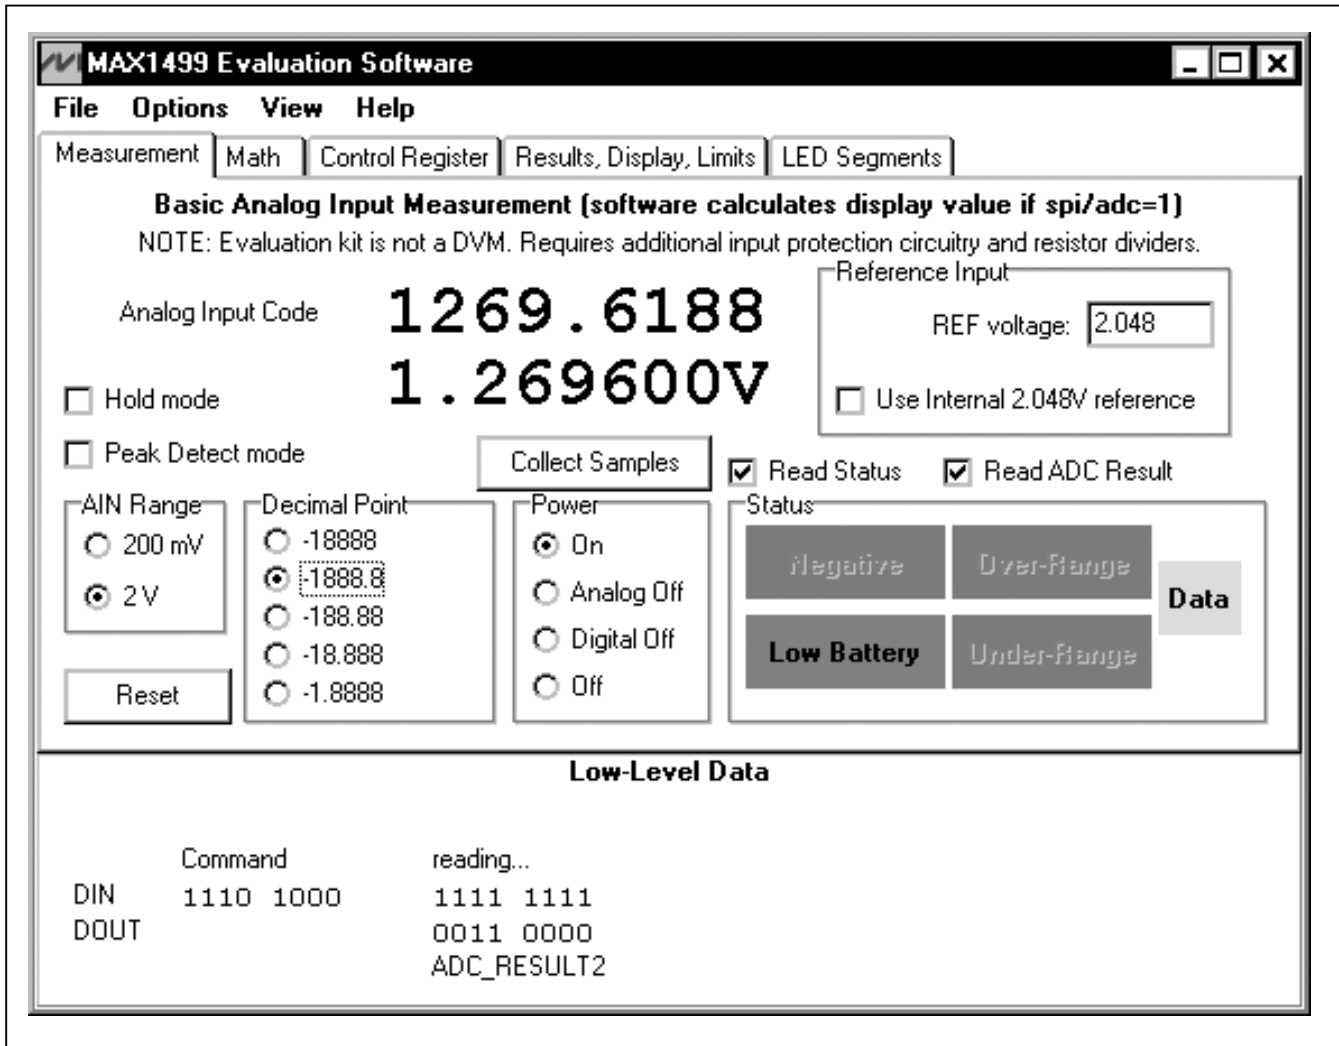 MAX1499 Evaluation Software
File Options View Help
Measurement Math Control Register Results, Display, Limits LED Segments
Basic Analog Input Measurement (software calculates display value if spi/adc=1)
NOTE: Evaluation kit is not a DVM. Requires additional input protection circuitry and resistor dividers.
Analog Input Code 1269.6188
1.269600V
Reference Input
REF voltage: 2.048
Use Internal 2.048V reference
Hold mode
Peak Detect mode
Collect Samples
Read Status Read ADC Result
AIN Range
200 mV
2 V
Reset
Decimal Point
-18888
-1888.8
-188.88
-18.888
-1.8888
Power
On
Analog Off
Digital Off
Off
Status
Negative Over-Range
Low Battery Under-Range
Data
Low-Level Data
Command reading...
DIN 1110 1000 1111 1111
DOUT 0011 0000
ADC_RESULT2